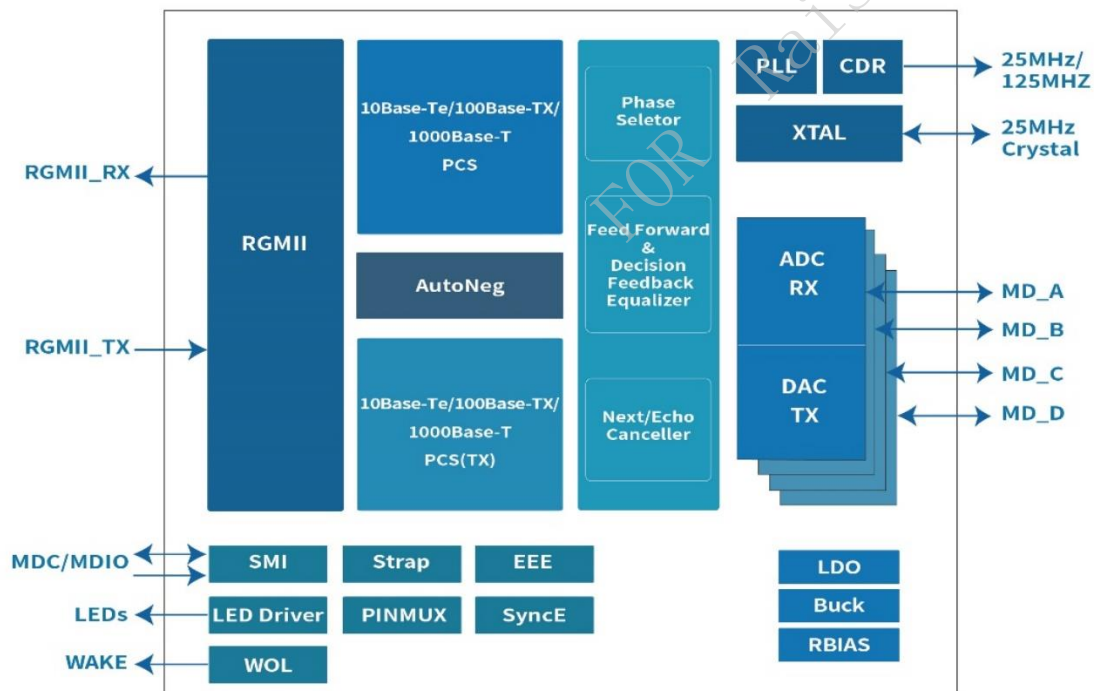 FOR Rais
PLL
CDR
25MHz/
125MHZ
XTAL
25MHz
Crystal
10Base-Te/100Base-TX/
1000Base-T
PCS
Phase
Seletor
RGMII_RX
RGMII
Feed Forward
&
Decision
Feedback
Equalizer
ADC
RX
AutoNeg
MD_A
MD_B
RGMII_TX
MD_C
DAC
TX
MD_D
10Base-Te/100Base-TX/
1000Base-T
PCS(TX)
Next/Echo
Canceller
MDC/MDIO
SMI
Strap
EEE
LDO
LEDs
LED Driver
PINMUX
SyncE
Buck
WAKE
WOL
RBIAS